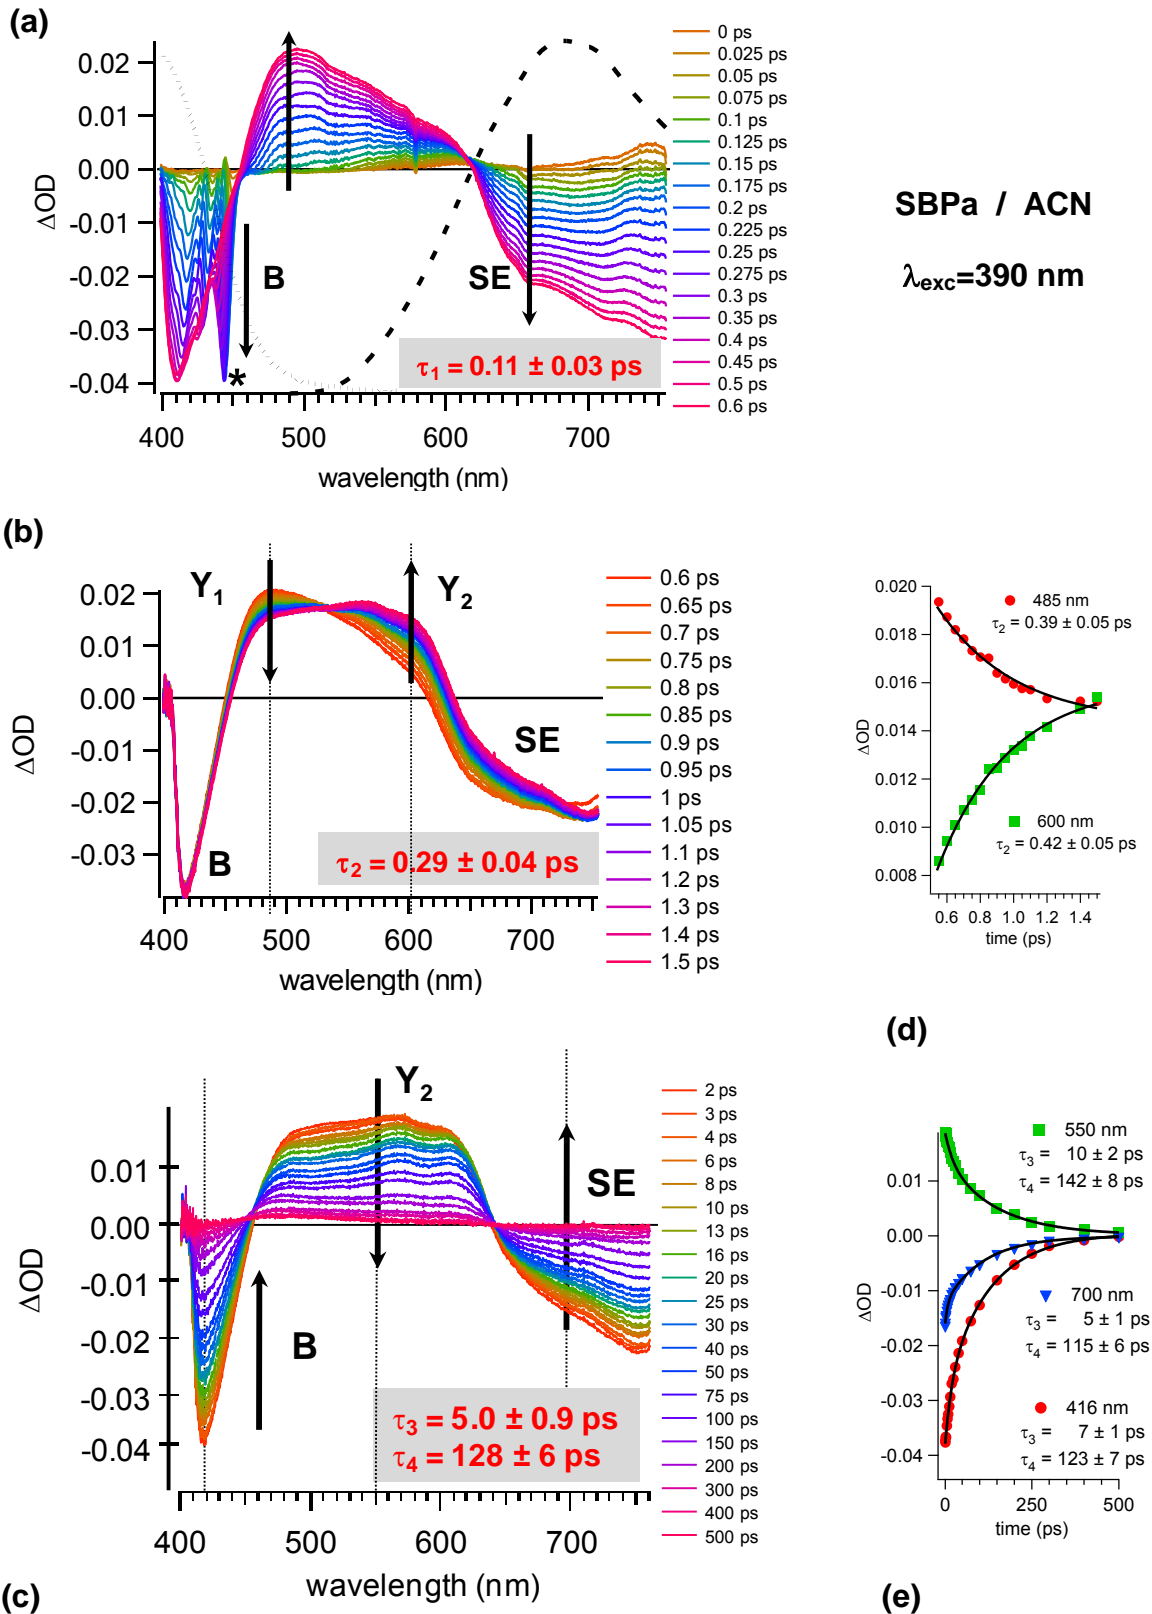 (a)
0.02
0.01
0.00
-0.01
-0.02
-0.03
-0.04
ΔOD
B
SE
*
τ1 = 0.11 ± 0.03 ps
400
500
600
700
wavelength (nm)
0 ps
0.025 ps
0.05 ps
0.075 ps
0.1 ps
0.125 ps
0.15 ps
0.175 ps
0.2 ps
0.225 ps
0.25 ps
0.275 ps
0.3 ps
0.35 ps
0.4 ps
0.45 ps
0.5 ps
0.6 ps
SBPa / ACN
λexc=390 nm
(b)
0.02
0.01
0.00
-0.01
-0.02
-0.03
ΔOD
Y1
Y2
SE
B
τ2 = 0.29 ± 0.04 ps
400
500
600
700
wavelength (nm)
0.6 ps
0.65 ps
0.7 ps
0.75 ps
0.8 ps
0.85 ps
0.9 ps
0.95 ps
1 ps
1.05 ps
1.1 ps
1.2 ps
1.3 ps
1.4 ps
1.5 ps
0.020
0.018
0.016
0.014
0.012
0.010
0.008
ΔOD
485 nm
τ2 = 0.39 ± 0.05 ps
600 nm
τ2 = 0.42 ± 0.05 ps
0.6
0.8
1.0
1.2
1.4
time (ps)
(d)
0.01
0.00
-0.01
-0.02
-0.03
-0.04
ΔOD
Y2
SE
B
τ3 = 5.0 ± 0.9 ps
τ4 = 128 ± 6 ps
400
500
600
700
wavelength (nm)
2 ps
3 ps
4 ps
6 ps
8 ps
10 ps
13 ps
16 ps
20 ps
25 ps
30 ps
40 ps
50 ps
75 ps
100 ps
150 ps
200 ps
300 ps
400 ps
500 ps
0.01
0.00
-0.01
-0.02
-0.03
-0.04
ΔOD
550 nm
τ3 = 10 ± 2 ps
τ4 = 142 ± 8 ps
700 nm
τ3 = 5 ± 1 ps
τ4 = 115 ± 6 ps
416 nm
τ3 = 7 ± 1 ps
τ4 = 123 ± 7 ps
0
250
500
time (ps)
(c)
(e)